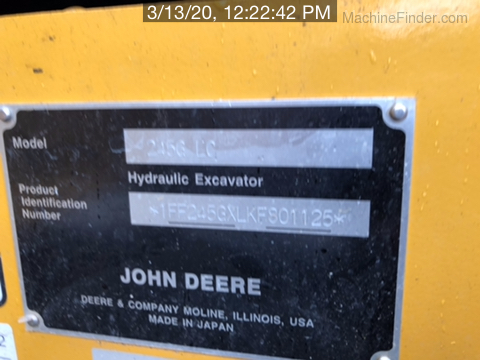 3/13/20, 12:22:42 PM
MachineFinder.com
Model
245G LC
Hydraulic Excavator
Product
Identification
Number
*1FF245GXLKF801125*
JOHN DEERE
DEERE & COMPANY MOLINE, ILLINOIS, USA
MADE IN JAPAN
2